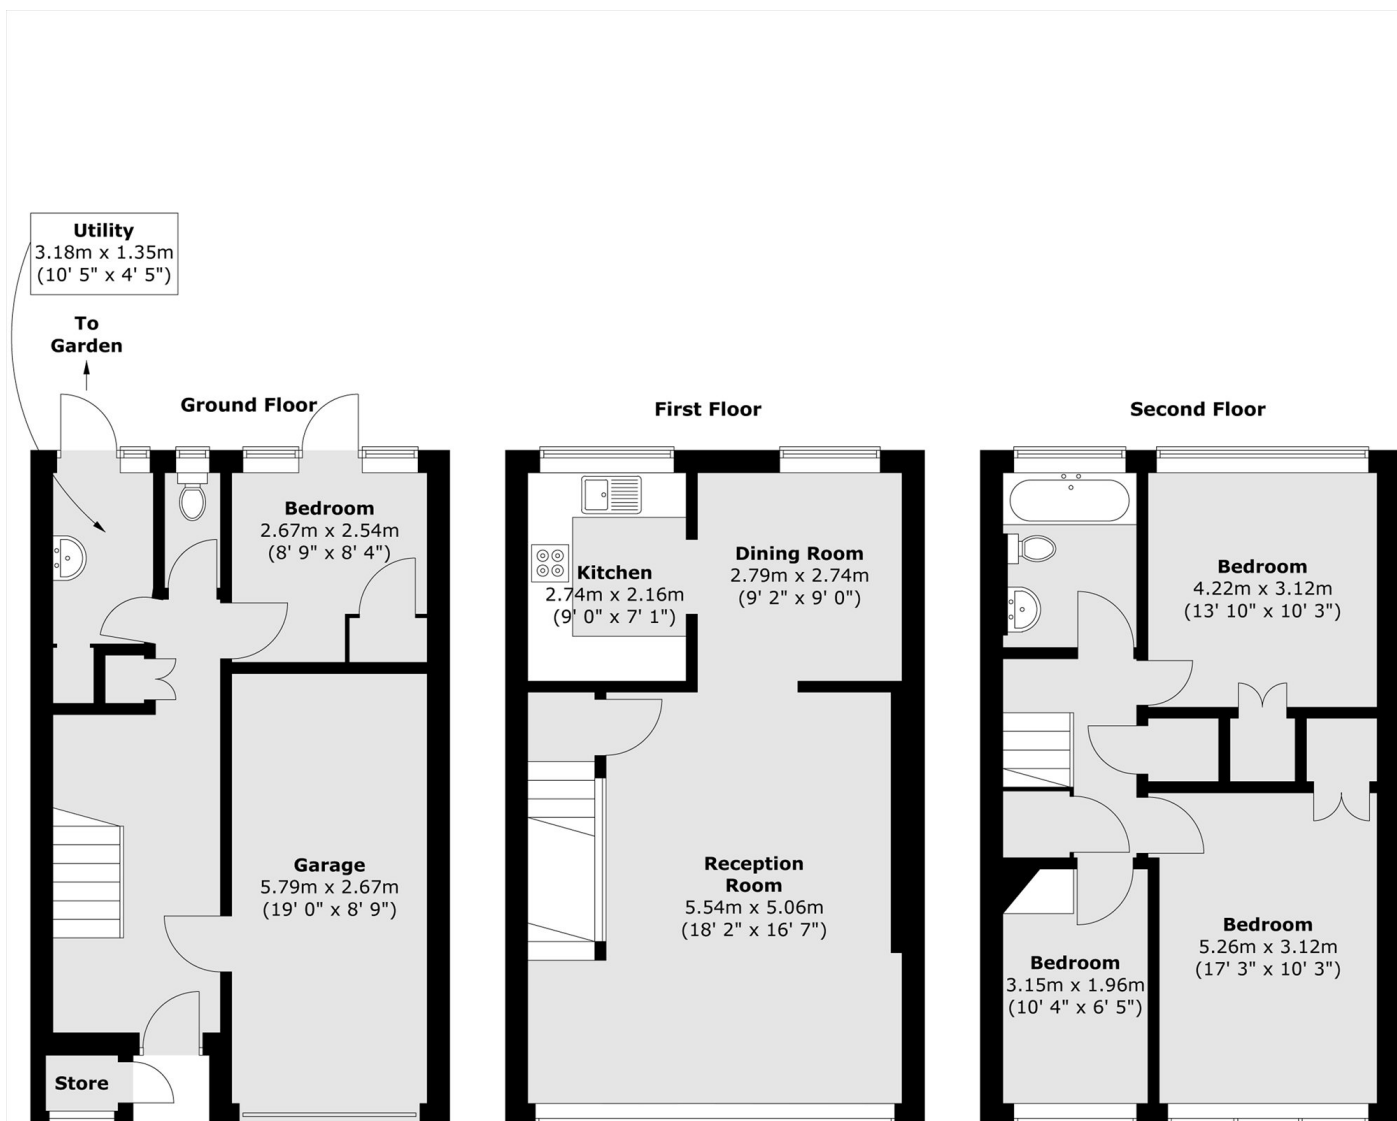 Utility
3.18m x 1.35m
(10' 5" x 4' 5")
To
Garden
Ground Floor
Bedroom
2.67m x 2.54m
(8' 9" x 8' 4")
Garage
5.79m x 2.67m
(19' 0" x 8' 9")
Store
First Floor
Kitchen
2.74m x 2.16m
(9' 0" x 7' 1")
Dining Room
2.79m x 2.74m
(9' 2" x 9' 0")
Reception
Room
5.54m x 5.06m
(18' 2" x 16' 7")
Second Floor
Bedroom
4.22m x 3.12m
(13' 10" x 10' 3")
Bedroom
5.26m x 3.12m
(17' 3" x 10' 3")
Bedroom
3.15m x 1.96m
(10' 4" x 6' 5")